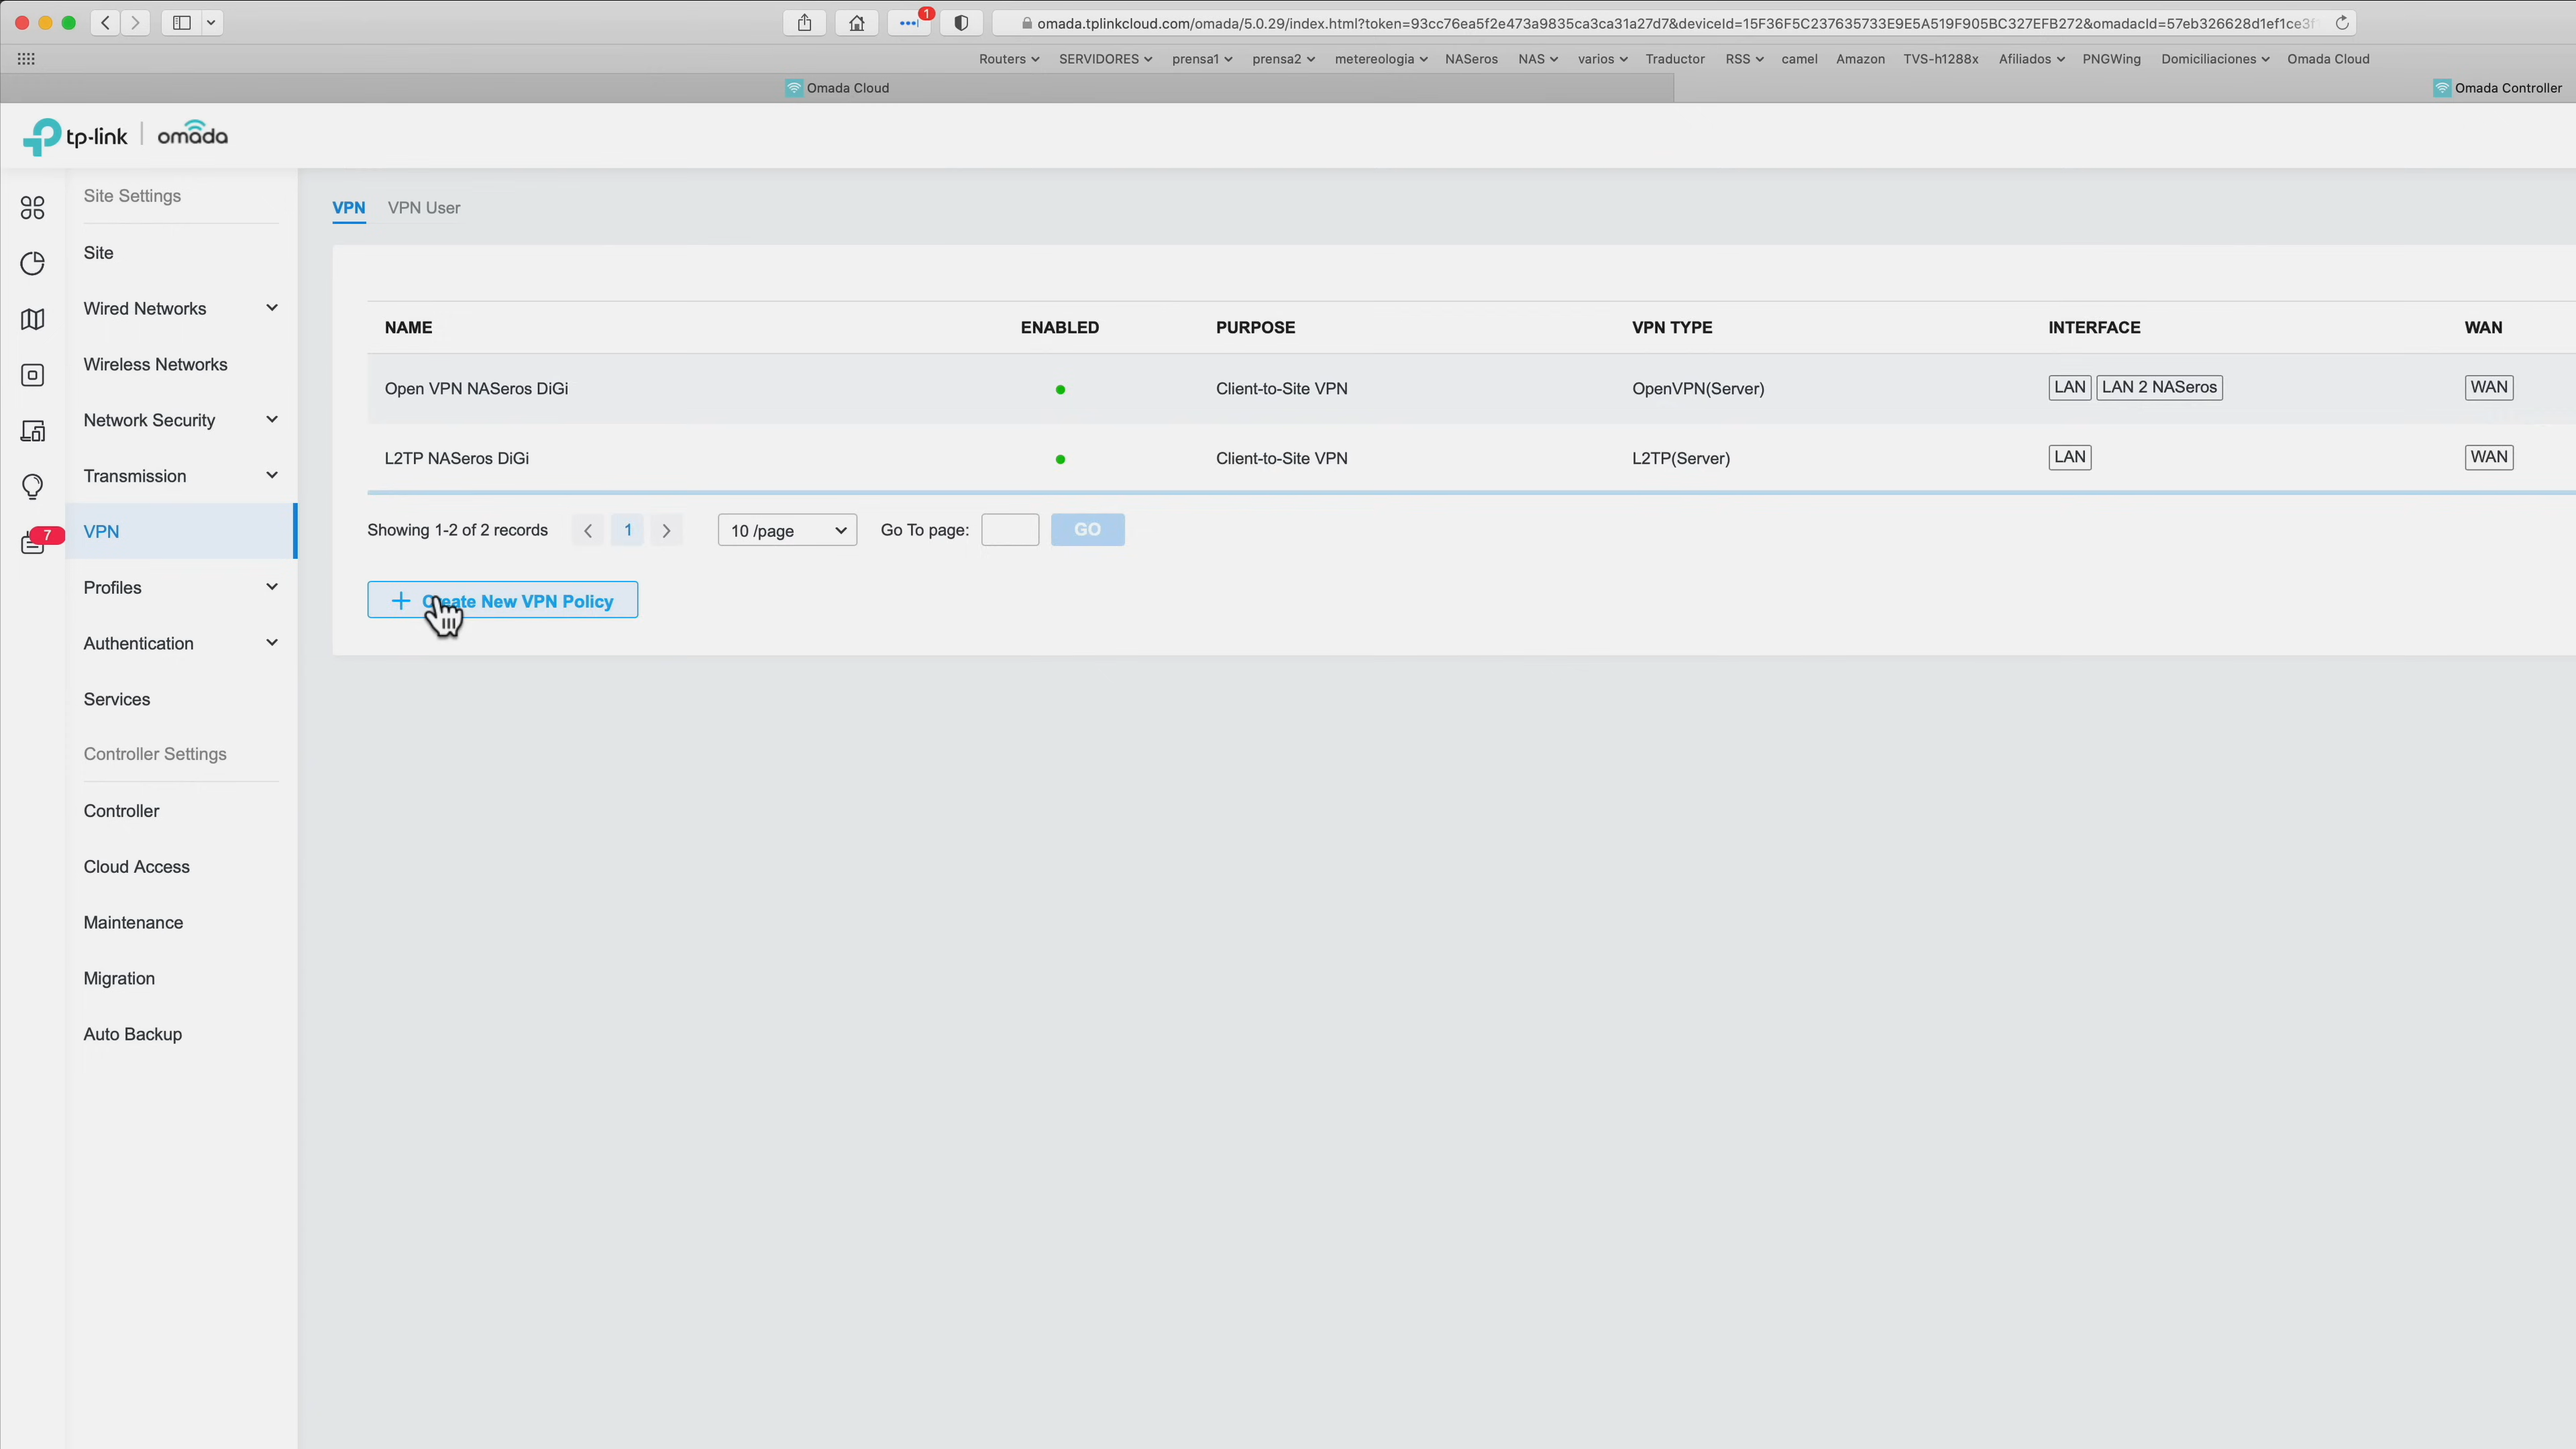 1
omada.tplinkcloud.com/omada/5.0.29/index.html?token=93cc76ea5f2e473a9835ca3ca31a27d7&deviceId=15F36F5C237635733E9E5A519F905BC327EFB272&omadacId=57eb326628d1ef1ce3f
Routers SERVIDORES prensa1 prensa2 metereologia NASeros NAS varios Traductor RSS camel Amazon TVS-h1288x Afiliados PNGWing Domiciliaciones Omada Cloud
Omada Cloud Omada Controller
tp-link | omada
Site Settings
Site
Wired Networks
Wireless Networks
Network Security
Transmission
VPN
7
Profiles
Authentication
Services
Controller Settings
Controller
Cloud Access
Maintenance
Migration
Auto Backup
VPN VPN User
NAME ENABLED PURPOSE VPN TYPE INTERFACE WAN
Open VPN NASeros DiGi Client-to-Site VPN OpenVPN(Server) LAN LAN 2 NASeros WAN
L2TP NASeros DiGi Client-to-Site VPN L2TP(Server) LAN WAN
Showing 1-2 of 2 records < 1 > 10 /page Go To page: GO
+ Create New VPN Policy